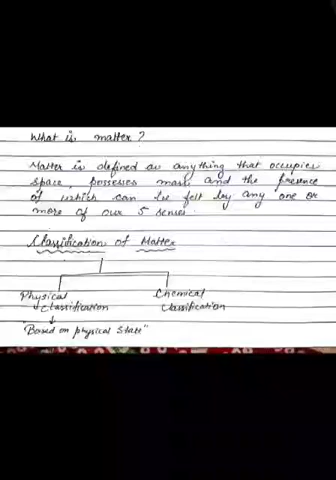 What is matter?
Matter is defined as anything that occupies
space, possesses mass and the presence
of which can be felt by any one or
more of our 5 senses.
Classification of Matter
Physical Classification
Chemical Classification
"Based on physical state"